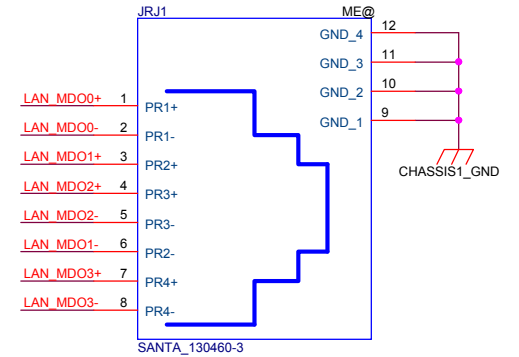 JRJ1 ME@
LAN_MDO0+ 1 PR1+
LAN_MDO0- 2 PR1-
LAN_MDO1+ 3 PR2+
LAN_MDO2+ 4 PR3+
LAN_MDO2- 5 PR3-
LAN_MDO1- 6 PR2-
LAN_MDO3+ 7 PR4+
LAN_MDO3- 8 PR4-
GND_4 12
GND_3 11
GND_2 10
GND_1 9
CHASSIS1_GND
SANTA_130460-3